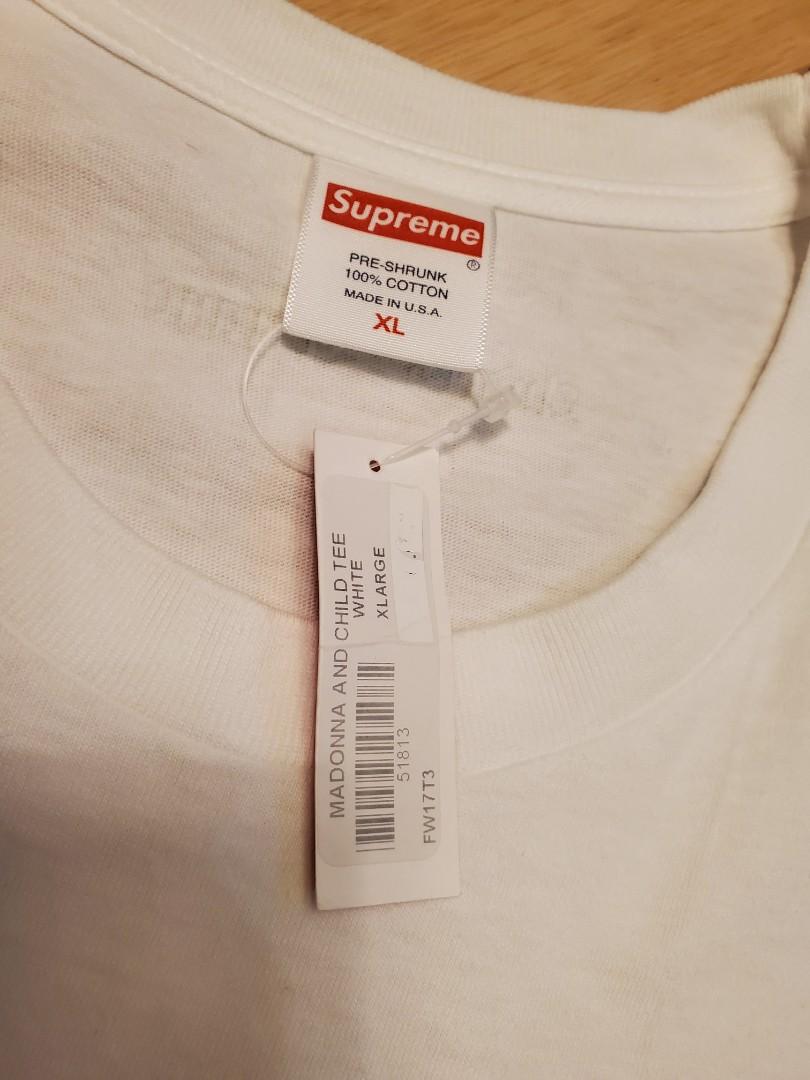 Supreme
®
PRE-SHRUNK
100% COTTON
MADE IN U.S.A.
XL
MADONNA AND CHILD TEE
WHITE
XLARGE
51813
FW17T3